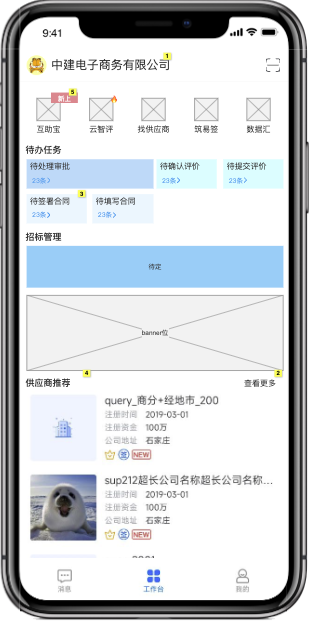 9:41
中建电子商务有限公司
1
新上
5
互助宝
云智评
找供应商
筑易签
数据汇
待办任务
待处理审批
23条>
待确认评价
23条>
待提交评价
23条>
待签署合同
3
23条>
待填写合同
23条>
招标管理
待定
banner位
4
2
供应商推荐
查看更多
query_商分+经地市_200
注册时间 2019-03-01
注册资金 100万
公司地址 石家庄
NEW
sup212超长公司名称超长公司名称...
注册时间 2019-03-01
注册资金 100万
公司地址 石家庄
NEW
消息
工作台
我的